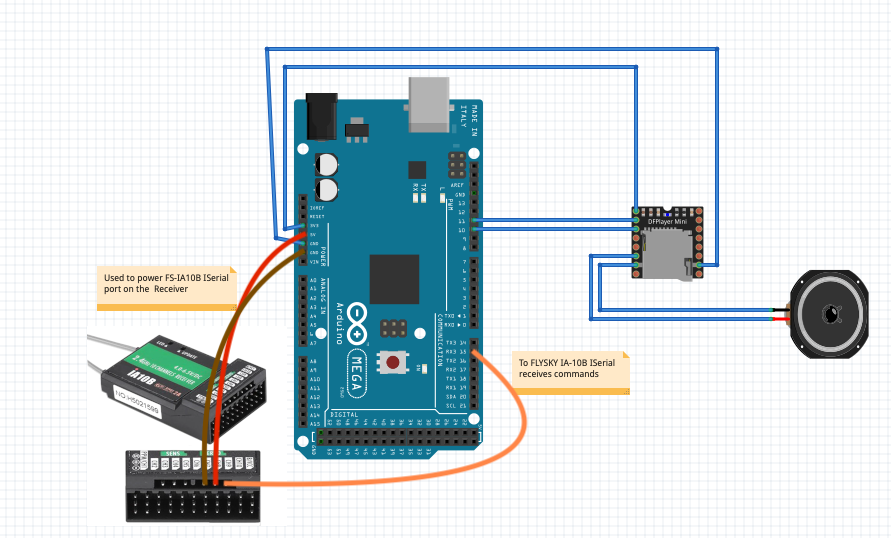 MADE IN
ITALY
AREF
GND
13
12
11
10
9
8
PWM
L
TX
RX
IOREF
RESET
3V3
5V
GND
GND
VIN
POWER
DFPlayer Mini
Used to power FS-IA10B ISerial
port on the Receiver
7
6
5
4
3
2
TX0 ▶ 1
RX0 ◀ 0
A0
A1
A2
A3
A4
A5
A6
A7
ANALOG IN
Arduino
MEGA
COMMUNICATION
TX3 14
RX3 15
TX2 16
RX2 17
TX1 18
RX1 19
SDA 20
SCL 21
To FLYSKY IA-10B ISerial
receives commands
A8
A9
A10
A11
A12
A13
A14
A15
DIGITAL
GND
iA10B
SENS